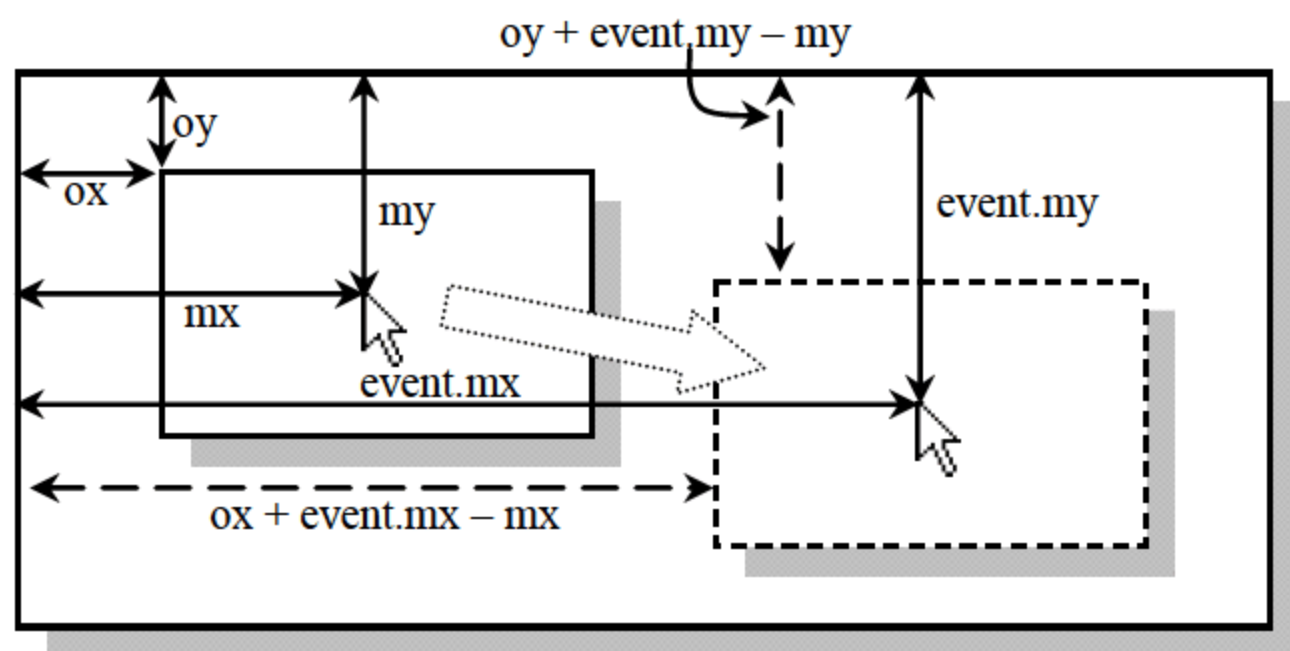 oy + event.my – my
oy
ox
my
event.my
mx
event.mx
ox + event.mx – mx